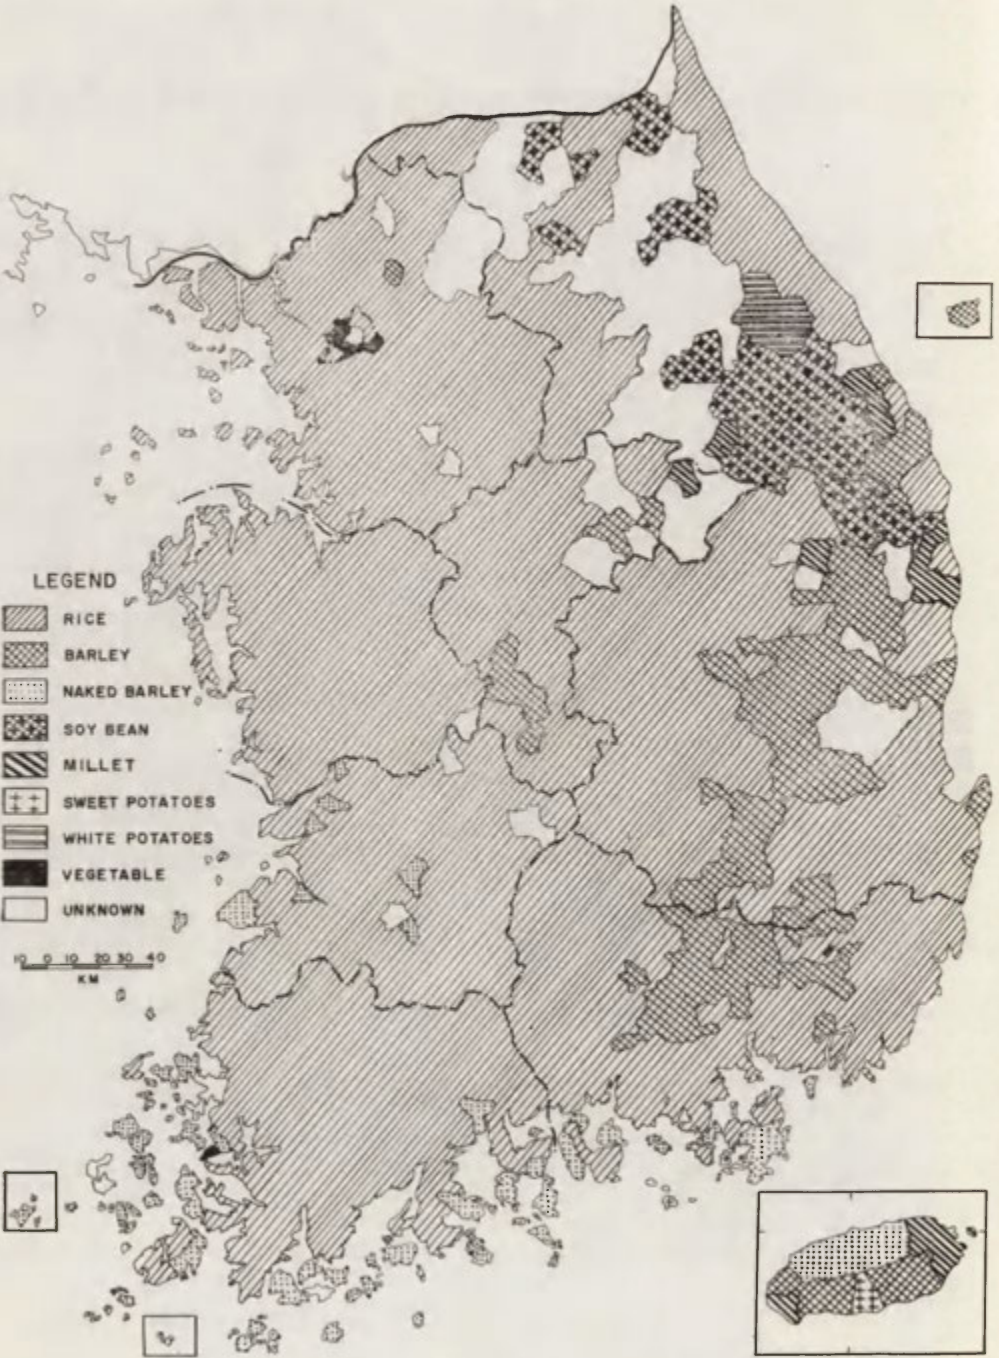 LEGEND
RICE
BARLEY
NAKED BARLEY
SOY BEAN
MILLET
SWEET POTATOES
WHITE POTATOES
VEGETABLE
UNKNOWN
10 0 10 20 30 40
KM